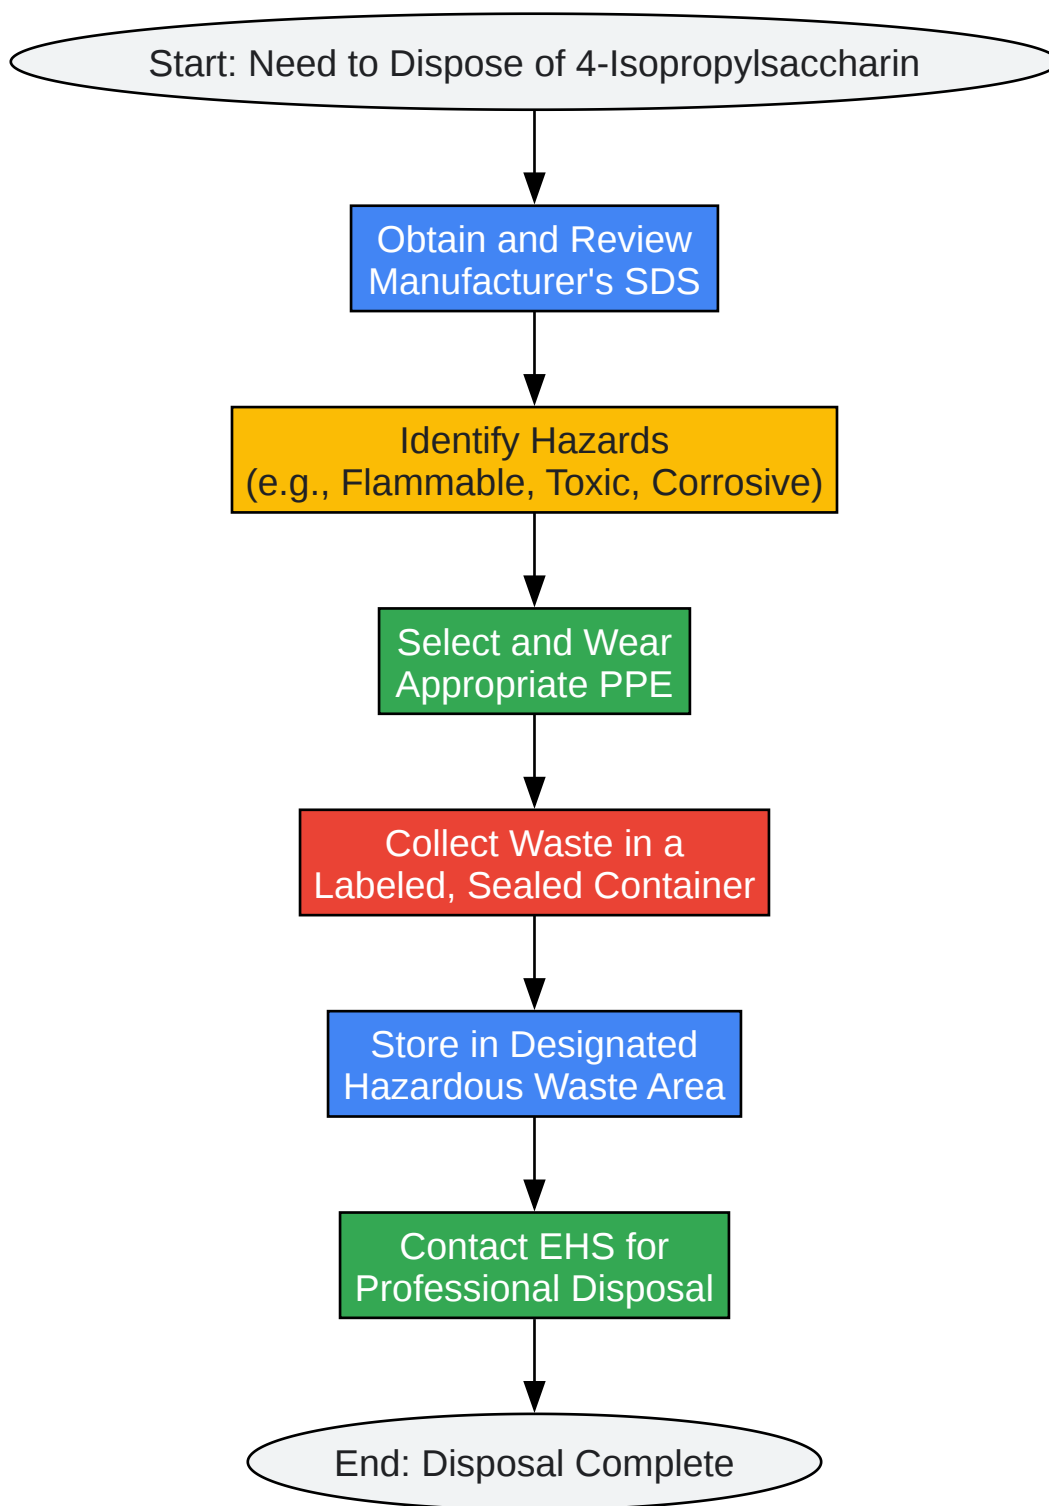 Start: Need to Dispose of 4-Isopropylsaccharin
Obtain and Review
Manufacturer's SDS
Identify Hazards
(e.g., Flammable, Toxic, Corrosive)
Select and Wear
Appropriate PPE
Collect Waste in a
Labeled, Sealed Container
Store in Designated
Hazardous Waste Area
Contact EHS for
Professional Disposal
End: Disposal Complete